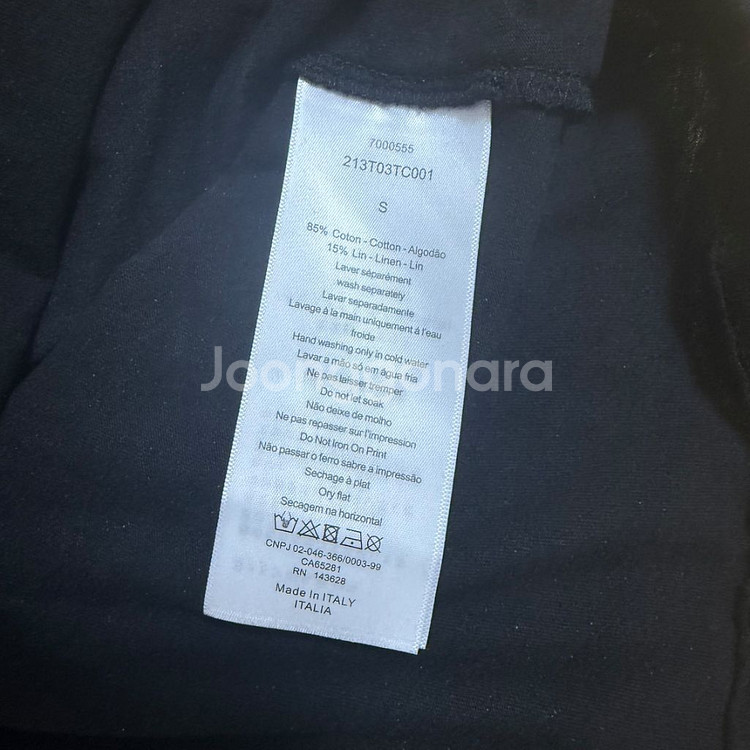 7000555
213T03TC001
S
85% Coton - Cotton - Algodão
15% Lin - Linen - Lin
Laver séparément
wash separately
Lavar separadamente
Lavage à la main uniquement à l'eau
froide
Hand washing only in cold water
Lavar a mão só em água fria
Ne pas laisser tremper
Do not let soak
Não deixe de molho
Ne pas repasser sur l'impression
Do Not Iron On Print
Não passar o ferro sabre a impressão
Sechage à plat
Ory flat
Secagem na horizontal
CNPJ 02-046-366/0003-99
CA65281
RN 143628
Made In ITALY
ITALIA
Joonggonara